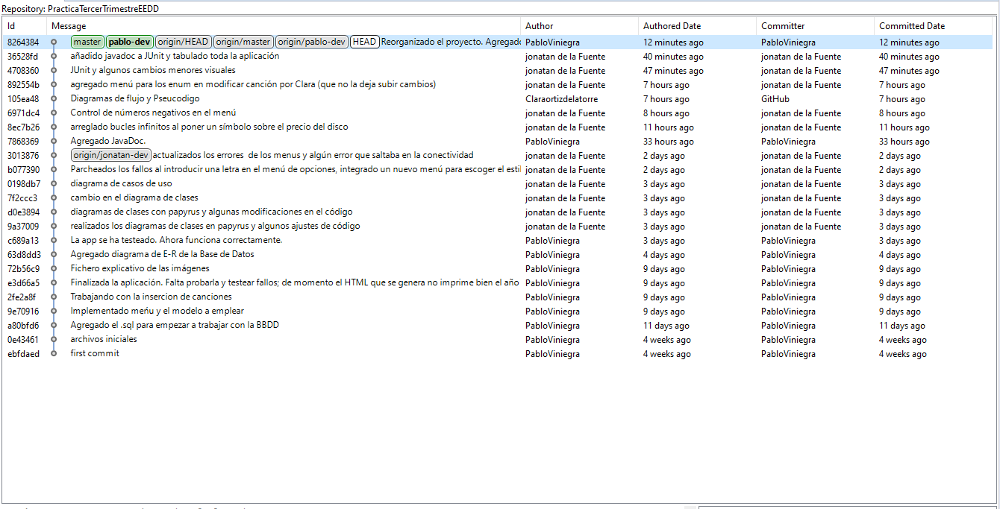 Repository: PracticaTercerTrimestreEEDD
Id Message Author Authored Date Committer Committed Date
8264384 master pablo-dev origin/HEAD origin/master origin/pablo-dev HEAD Reorganizado el proyecto. Agregado PabloViniegra 12 minutes ago PabloViniegra 12 minutes ago
36528fd añadido javadoc a JUnit y tabulado toda la aplicación jonatan de la Fuente 40 minutes ago jonatan de la Fuente 40 minutes ago
4708360 JUnit y algunos cambios menores visuales jonatan de la Fuente 47 minutes ago jonatan de la Fuente 47 minutes ago
892554b agregado menú para los enum en modificar canción por Clara (que no la deja subir cambios) jonatan de la Fuente 7 hours ago jonatan de la Fuente 7 hours ago
105ea48 Diagramas de flujo y Pseucodigo Claraortizdelatorre 7 hours ago GitHub 7 hours ago
6971dc4 Control de números negativos en el menú jonatan de la Fuente 8 hours ago jonatan de la Fuente 8 hours ago
8ec7b26 arreglado bucles infinitos al poner un símbolo sobre el precio del disco jonatan de la Fuente 11 hours ago jonatan de la Fuente 11 hours ago
7868369 Agregado JavaDoc. PabloViniegra 33 hours ago PabloViniegra 33 hours ago
3013876 origin/jonatan-dev actualizados los errores de los menus y algún error que saltaba en la conectividad jonatan de la Fuente 2 days ago jonatan de la Fuente 2 days ago
b077390 Parcheados los fallos al introducir una letra en el menú de opciones, integrado un nuevo menú para escoger el estil jonatan de la Fuente 2 days ago jonatan de la Fuente 2 days ago
0198db7 diagrama de casos de uso jonatan de la Fuente 3 days ago jonatan de la Fuente 3 days ago
7f2ccc3 cambio en el diagrama de clases jonatan de la Fuente 3 days ago jonatan de la Fuente 3 days ago
d0e3894 diagramas de clases con papyrus y algunas modificaciones en el código jonatan de la Fuente 3 days ago jonatan de la Fuente 3 days ago
9a37009 realizados los diagramas de clases en papyrus y algunos ajustes de código jonatan de la Fuente 3 days ago jonatan de la Fuente 3 days ago
c689a13 La app se ha testeado. Ahora funciona correctamente. PabloViniegra 3 days ago PabloViniegra 3 days ago
63d8dd3 Agregado diagrama de E-R de la Base de Datos PabloViniegra 4 days ago PabloViniegra 4 days ago
72b56c9 Fichero explicativo de las imágenes PabloViniegra 9 days ago PabloViniegra 9 days ago
e3d66a5 Finalizada la aplicación. Falta probarla y testear fallos; de momento el HTML que se genera no imprime bien el año PabloViniegra 9 days ago PabloViniegra 9 days ago
2fe2a8f Trabajando con la insercion de canciones PabloViniegra 9 days ago PabloViniegra 9 days ago
9e70916 Implementado meńu y el modelo a emplear PabloViniegra 9 days ago PabloViniegra 9 days ago
a80bfd6 Agregado el .sql para empezar a trabajar con la BBDD PabloViniegra 11 days ago PabloViniegra 11 days ago
0e43461 archivos iniciales PabloViniegra 4 weeks ago PabloViniegra 4 weeks ago
ebfdaed first commit PabloViniegra 4 weeks ago PabloViniegra 4 weeks ago